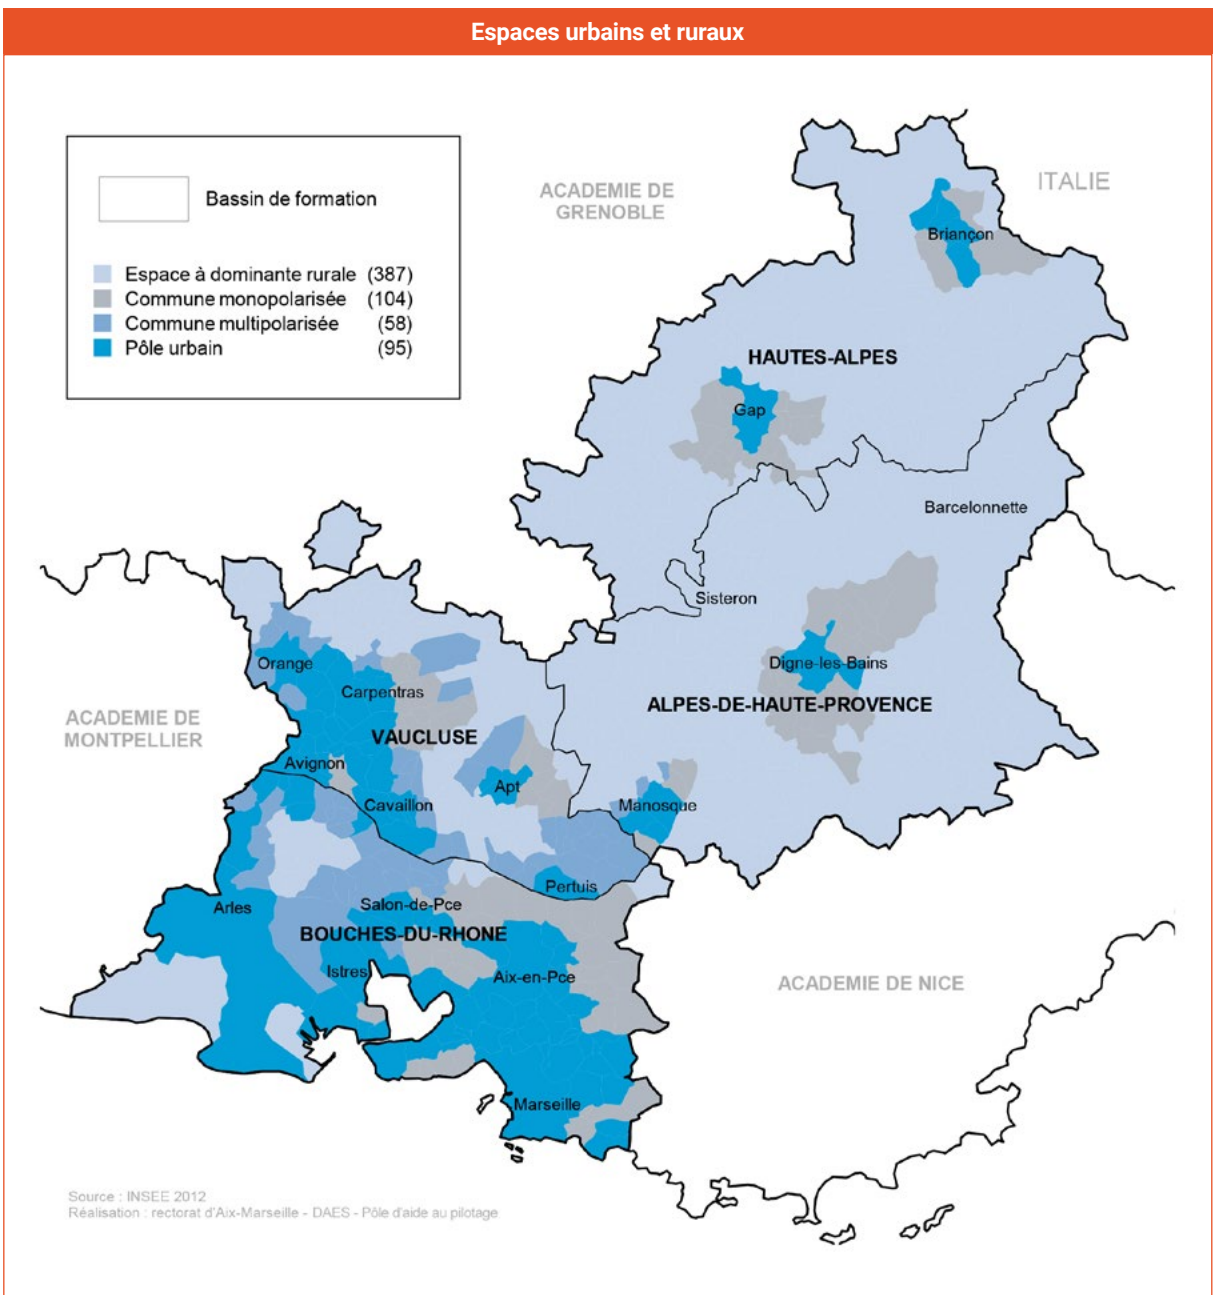 Espaces urbains et ruraux
Bassin de formation
Espace à dominante rurale (387)
Commune monopolarisée (104)
Commune multipolarisée (58)
Pôle urbain (95)
ACADEMIE DE
GRENOBLE
ITALIE
Briançon
HAUTES-ALPES
Gap
Barcelonnette
Sisteron
Orange
Digne-les-Bains
Carpentras
ALPES-DE-HAUTE-PROVENCE
ACADEMIE DE
MONTPELLIER
VAUCLUSE
Avignon
Apt
Cavaillon
Manosque
Pertuis
Salon-de-Pce
Arles
BOUCHES-DU-RHONE
Istres
Aix-en-Pce
ACADEMIE DE NICE
Marseille
Source : INSEE 2012
Réalisation : rectorat d'Aix-Marseille - DAES - Pôle d'aide au pilotage